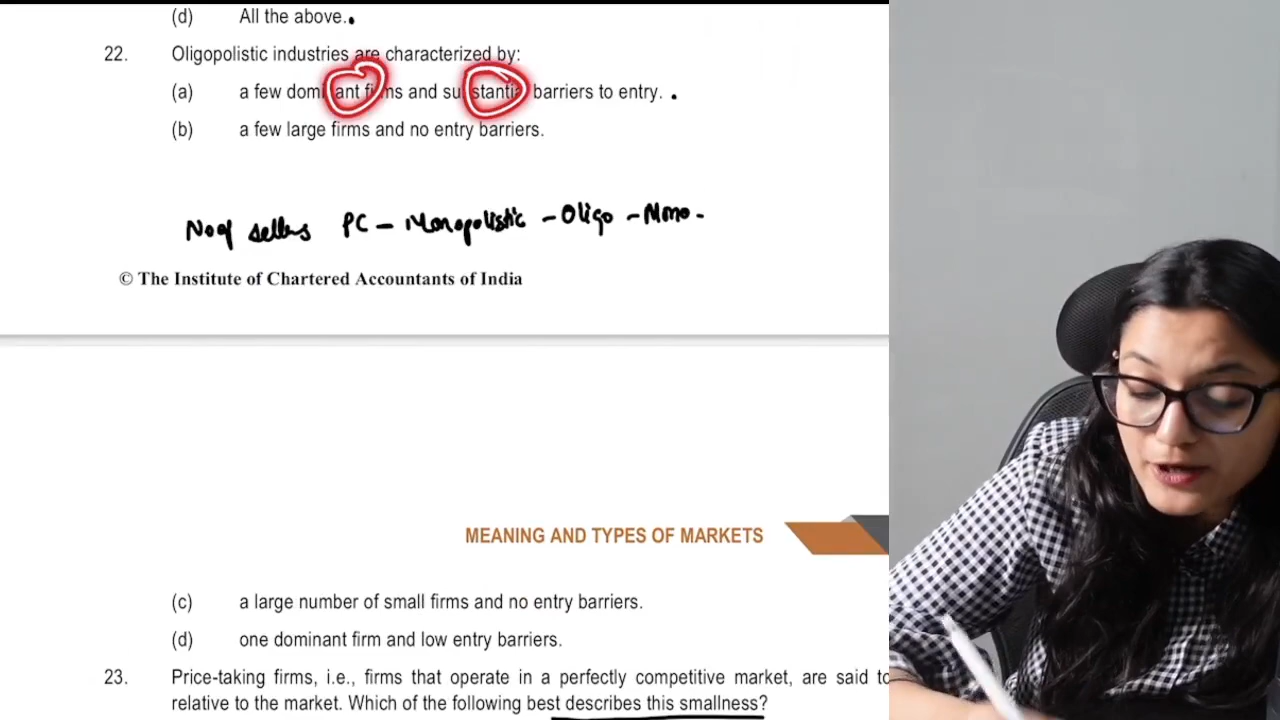 (d) All the above.
22. Oligopolistic industries are characterized by:
(a) a few dominant firms and substantial barriers to entry.
(b) a few large firms and no entry barriers.
No of sellers PC - Monopolistic - Oligo - Mono -
© The Institute of Chartered Accountants of India
MEANING AND TYPES OF MARKETS
(c) a large number of small firms and no entry barriers.
(d) one dominant firm and low entry barriers.
23. Price-taking firms, i.e., firms that operate in a perfectly competitive market, are said to
relative to the market. Which of the following best describes this smallness?